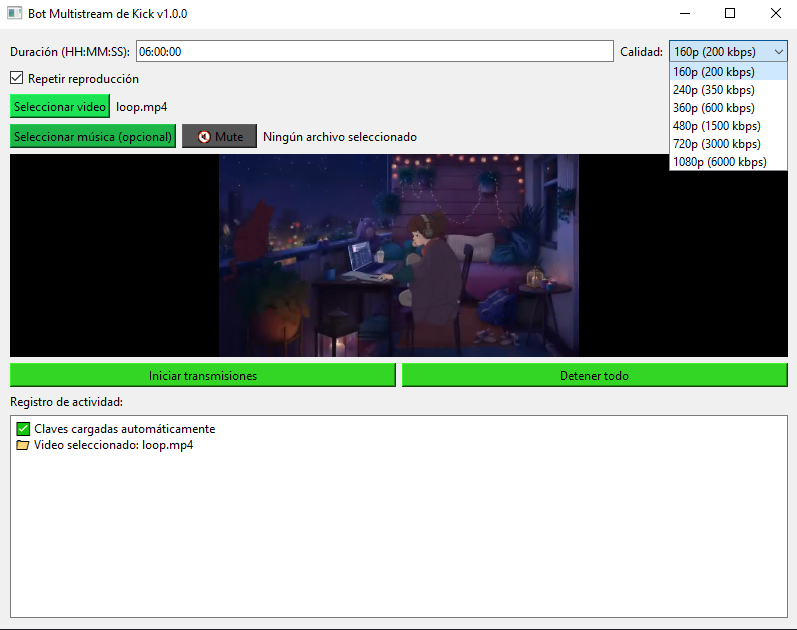 Bot Multistream de Kick v1.0.0
Duración (HH:MM:SS): 06:00:00 Calidad: 160p (200 kbps)
160p (200 kbps)
240p (350 kbps)
360p (600 kbps)
480p (1500 kbps)
720p (3000 kbps)
1080p (6000 kbps)
Repetir reproducción
Seleccionar video loop.mp4
Seleccionar música (opcional) Mute Ningún archivo seleccionado
Iniciar transmisiones Detener todo
Registro de actividad:
Claves cargadas automáticamente
Video seleccionado: loop.mp4